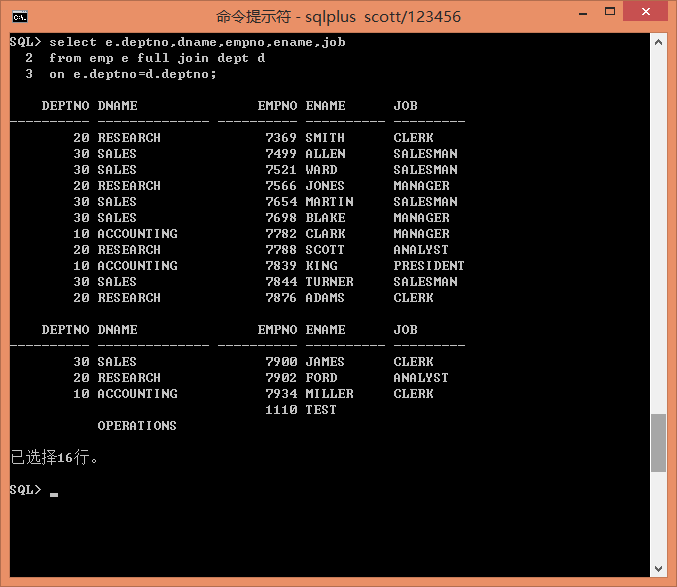 命令提示符 - sqlplus scott/123456
SQL> select e.deptno,dname,empno,ename,job
  2  from emp e full join dept d
  3  on e.deptno=d.deptno;
    DEPTNO DNAME               EMPNO ENAME      JOB
---------- -------------- ---------- ---------- ---------
        20 RESEARCH             7369 SMITH      CLERK
        30 SALES                7499 ALLEN      SALESMAN
        30 SALES                7521 WARD       SALESMAN
        20 RESEARCH             7566 JONES      MANAGER
        30 SALES                7654 MARTIN     SALESMAN
        30 SALES                7698 BLAKE      MANAGER
        10 ACCOUNTING           7782 CLARK      MANAGER
        20 RESEARCH             7788 SCOTT      ANALYST
        10 ACCOUNTING           7839 KING       PRESIDENT
        30 SALES                7844 TURNER     SALESMAN
        20 RESEARCH             7876 ADAMS      CLERK
    DEPTNO DNAME               EMPNO ENAME      JOB
---------- -------------- ---------- ---------- ---------
        30 SALES                7900 JAMES      CLERK
        20 RESEARCH             7902 FORD       ANALYST
        10 ACCOUNTING           7934 MILLER     CLERK
                                1110 TEST
           OPERATIONS
已选择16行。
SQL> _